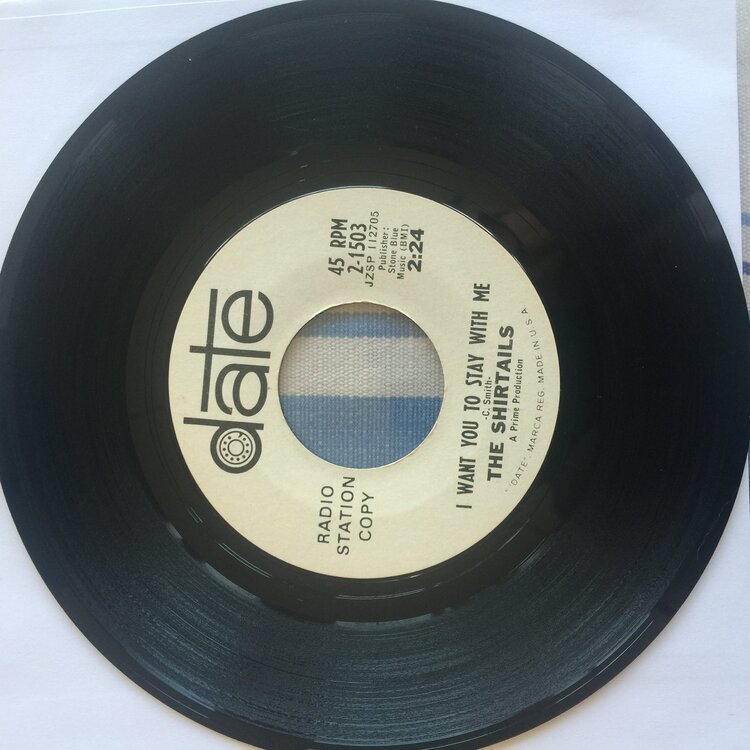 date
RADIO
STATION
COPY
45 RPM
2-1503
JZSP 112705
Publisher:
Stone Blue
Music (BMI)
2:24
I WANT YOU TO STAY WITH ME
-C. Smith-
THE SHIRTAILS
A Prime Production
"DATE". MARCA REG. MADE IN U S A